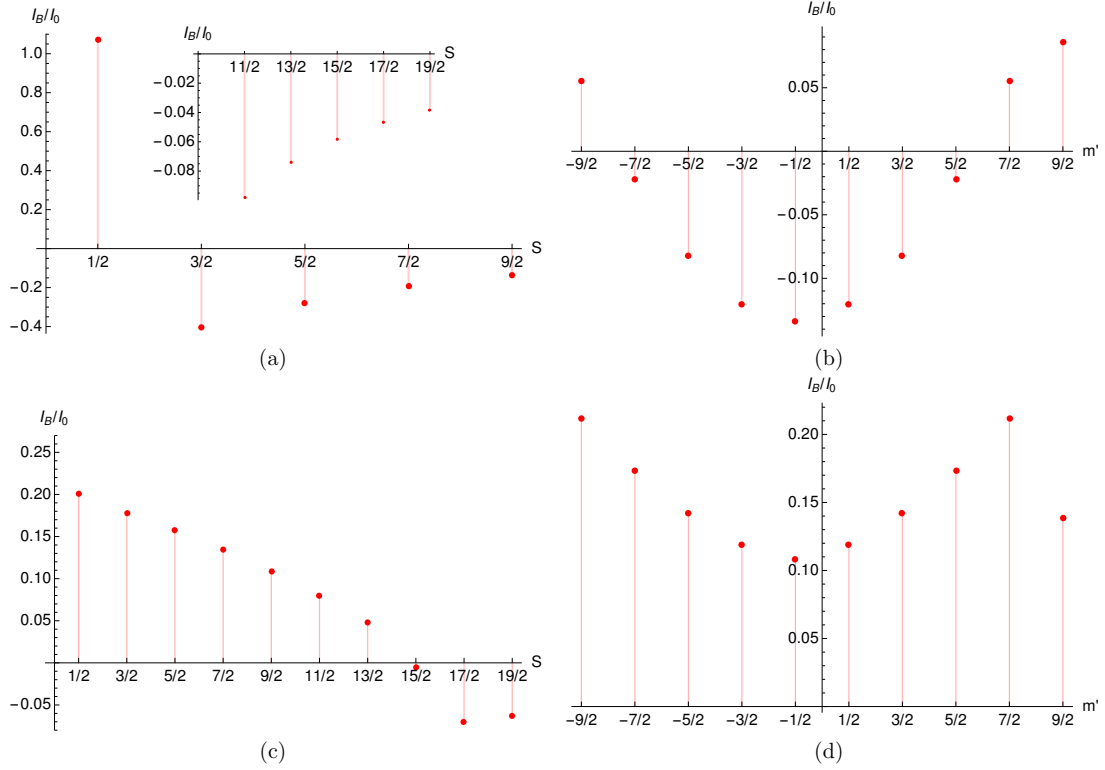 I_B/I_0
1.0
0.8
0.6
0.4
0.2
−0.2
−0.4
1/2 3/2 5/2 7/2 9/2 S
I_B/I_0
11/2 13/2 15/2 17/2 19/2 S
−0.02
−0.04
−0.06
−0.08
(a)
I_B/I_0
0.05
−0.05
−0.10
−9/2 −7/2 −5/2 −3/2 −1/2 1/2 3/2 5/2 7/2 9/2 m'
(b)
I_B/I_0
0.25
0.20
0.15
0.10
0.05
−0.05
1/2 3/2 5/2 7/2 9/2 11/2 13/2 15/2 17/2 19/2 S
(c)
I_B/I_0
0.20
0.15
0.10
0.05
−9/2 −7/2 −5/2 −3/2 −1/2 1/2 3/2 5/2 7/2 9/2 m'
(d)